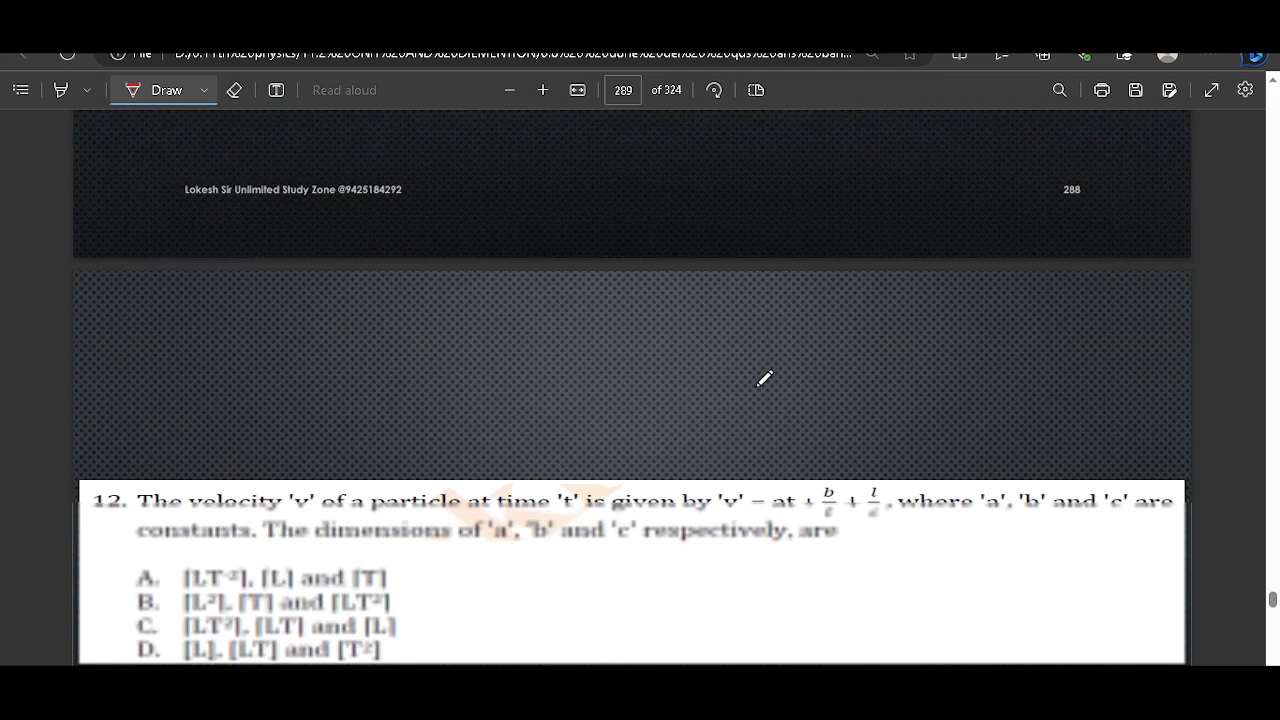 File
Draw
Read aloud
289 of 324
Lokesh Sir Unlimited Study Zone @9425184292
288
12. The velocity 'v' of a particle at time 't' is given by 'v' = at + b/t + l/c, where 'a', 'b' and 'c' are
constants. The dimensions of 'a', 'b' and 'c' respectively, are
A. [LT⁻²], [L] and [T]
B. [L²], [T] and [LT²]
C. [LT²], [LT] and [L]
D. [L], [LT] and [T²]